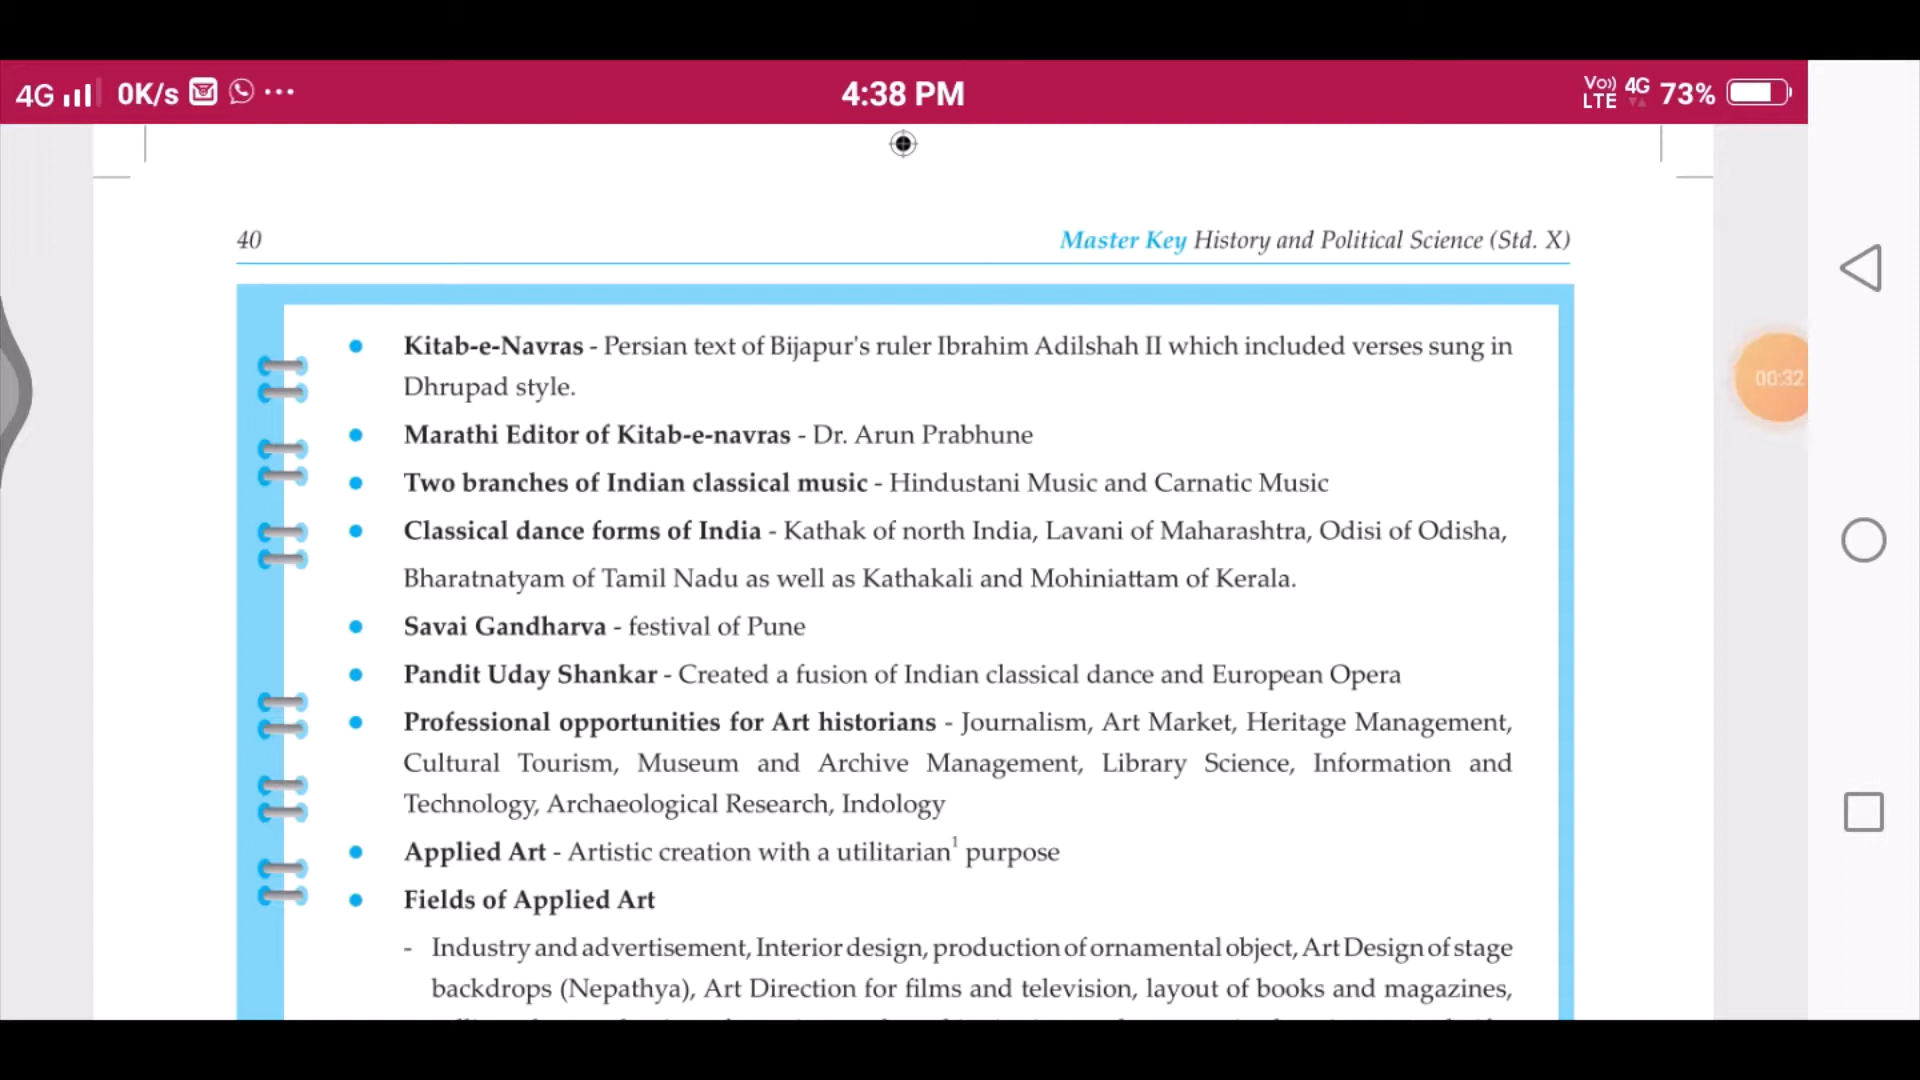 4G 0K/s ... 4:38 PM Vo)) LTE 4G 73%
40 Master Key History and Political Science (Std. X)
• Kitab-e-Navras - Persian text of Bijapur's ruler Ibrahim Adilshah II which included verses sung in
Dhrupad style.
• Marathi Editor of Kitab-e-navras - Dr. Arun Prabhune
• Two branches of Indian classical music - Hindustani Music and Carnatic Music
• Classical dance forms of India - Kathak of north India, Lavani of Maharashtra, Odisi of Odisha,
Bharatnatyam of Tamil Nadu as well as Kathakali and Mohiniattam of Kerala.
• Savai Gandharva - festival of Pune
• Pandit Uday Shankar - Created a fusion of Indian classical dance and European Opera
00:32
• Professional opportunities for Art historians - Journalism, Art Market, Heritage Management,
Cultural Tourism, Museum and Archive Management, Library Science, Information and
Technology, Archaeological Research, Indology
• Applied Art - Artistic creation with a utilitarian¹ purpose
• Fields of Applied Art
- Industry and advertisement, Interior design, production of ornamental object, Art Design of stage
backdrops (Nepathya), Art Direction for films and television, layout of books and magazines,